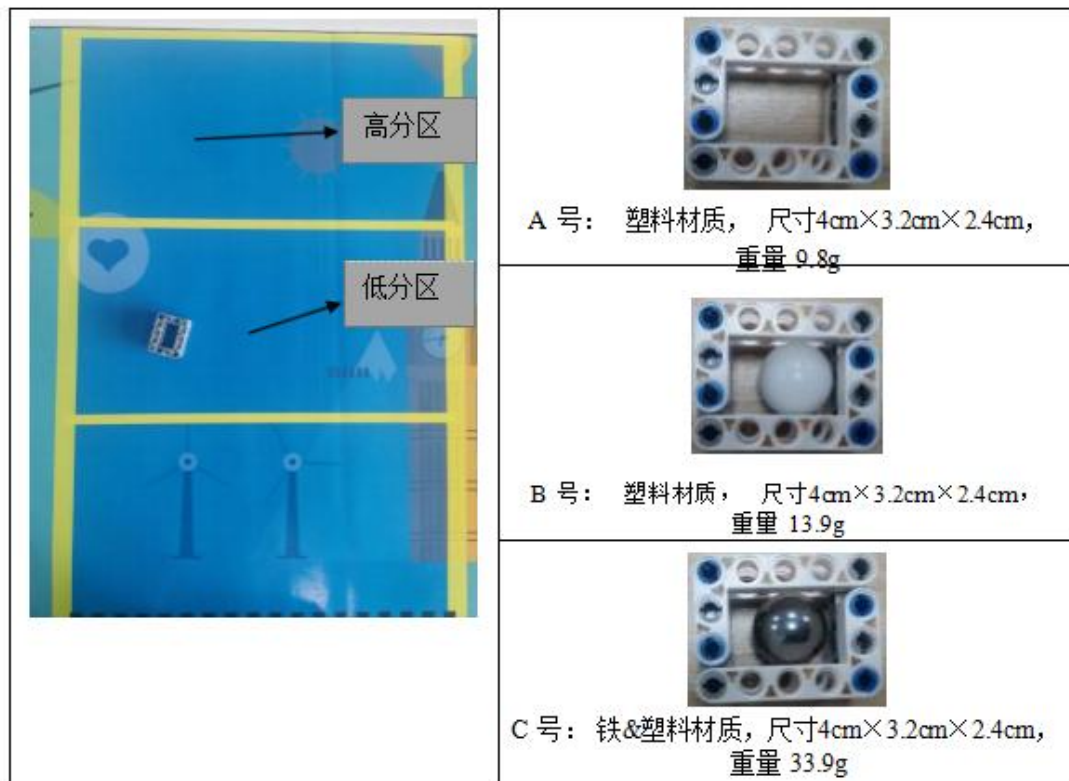 高分区
低分区
A 号： 塑料材质， 尺寸4cm×3.2cm×2.4cm，
重量 9.8g
B 号： 塑料材质， 尺寸4cm×3.2cm×2.4cm，
重量 13.9g
C 号：铁&塑料材质，尺寸4cm×3.2cm×2.4cm，
重量 33.9g